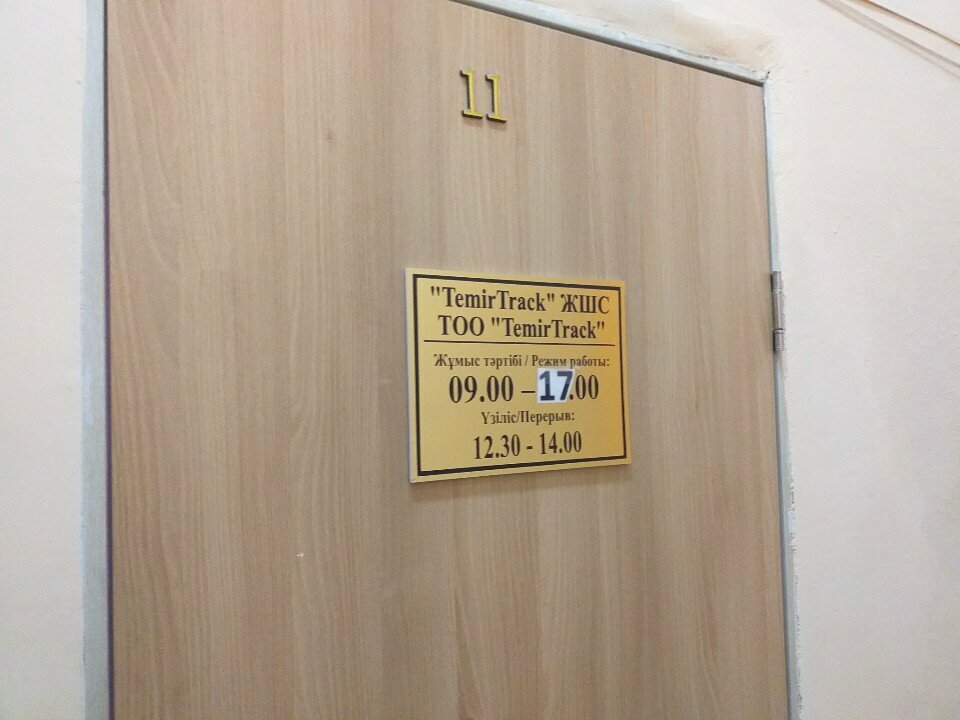 11
"TemirTrack" ЖШС
ТОО "TemirTrack"
Жұмыс тәртібі / Режим работы:
09.00 – 17.00
Үзіліс/Перерыв:
12.30 - 14.00